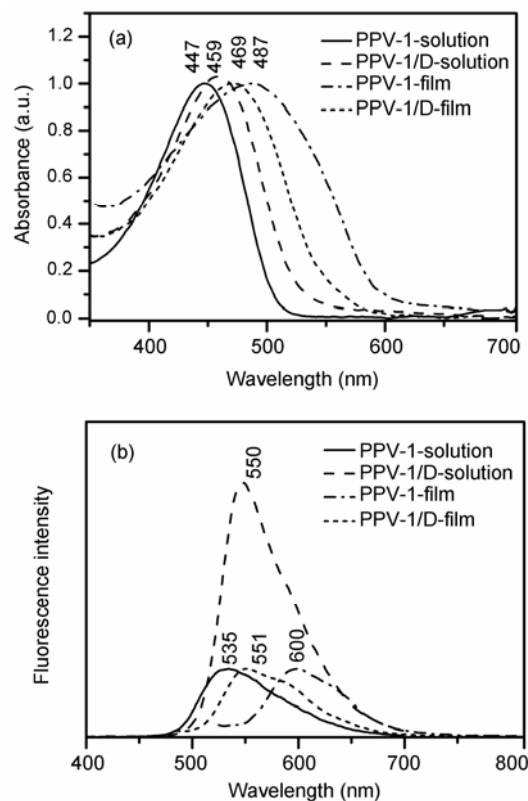 (a)
447 459 469 487
PPV-1-solution
PPV-1/D-solution
PPV-1-film
PPV-1/D-film
1.2
1.0
0.8
0.6
0.4
0.2
0.0
Absorbance (a.u.)
400 500 600 700
Wavelength (nm)
(b)
PPV-1-solution
PPV-1/D-solution
PPV-1-film
PPV-1/D-film
550
535 551 600
Fluorescence intensity
400 500 600 700 800
Wavelength (nm)